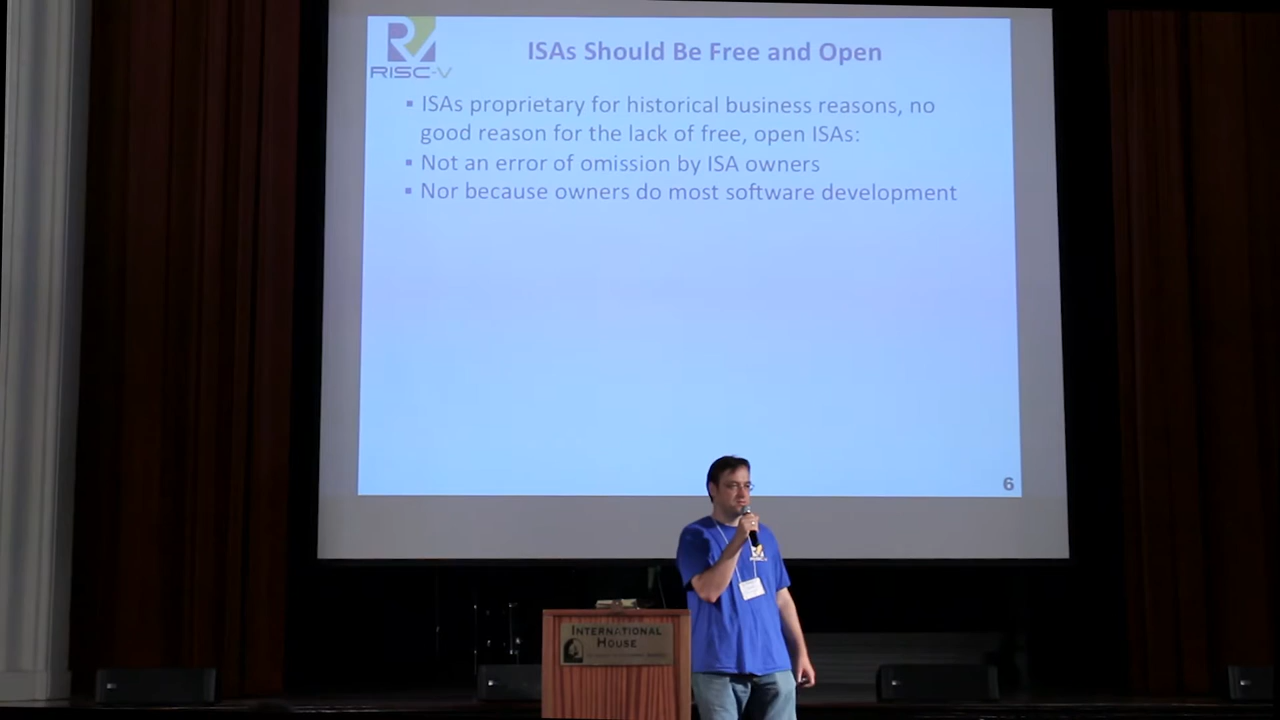 RISC-V
ISAs Should Be Free and Open
▪ ISAs proprietary for historical business reasons, no
good reason for the lack of free, open ISAs:
▪ Not an error of omission by ISA owners
▪ Nor because owners do most software development
6
RISC-V
INTERNATIONAL
HOUSE